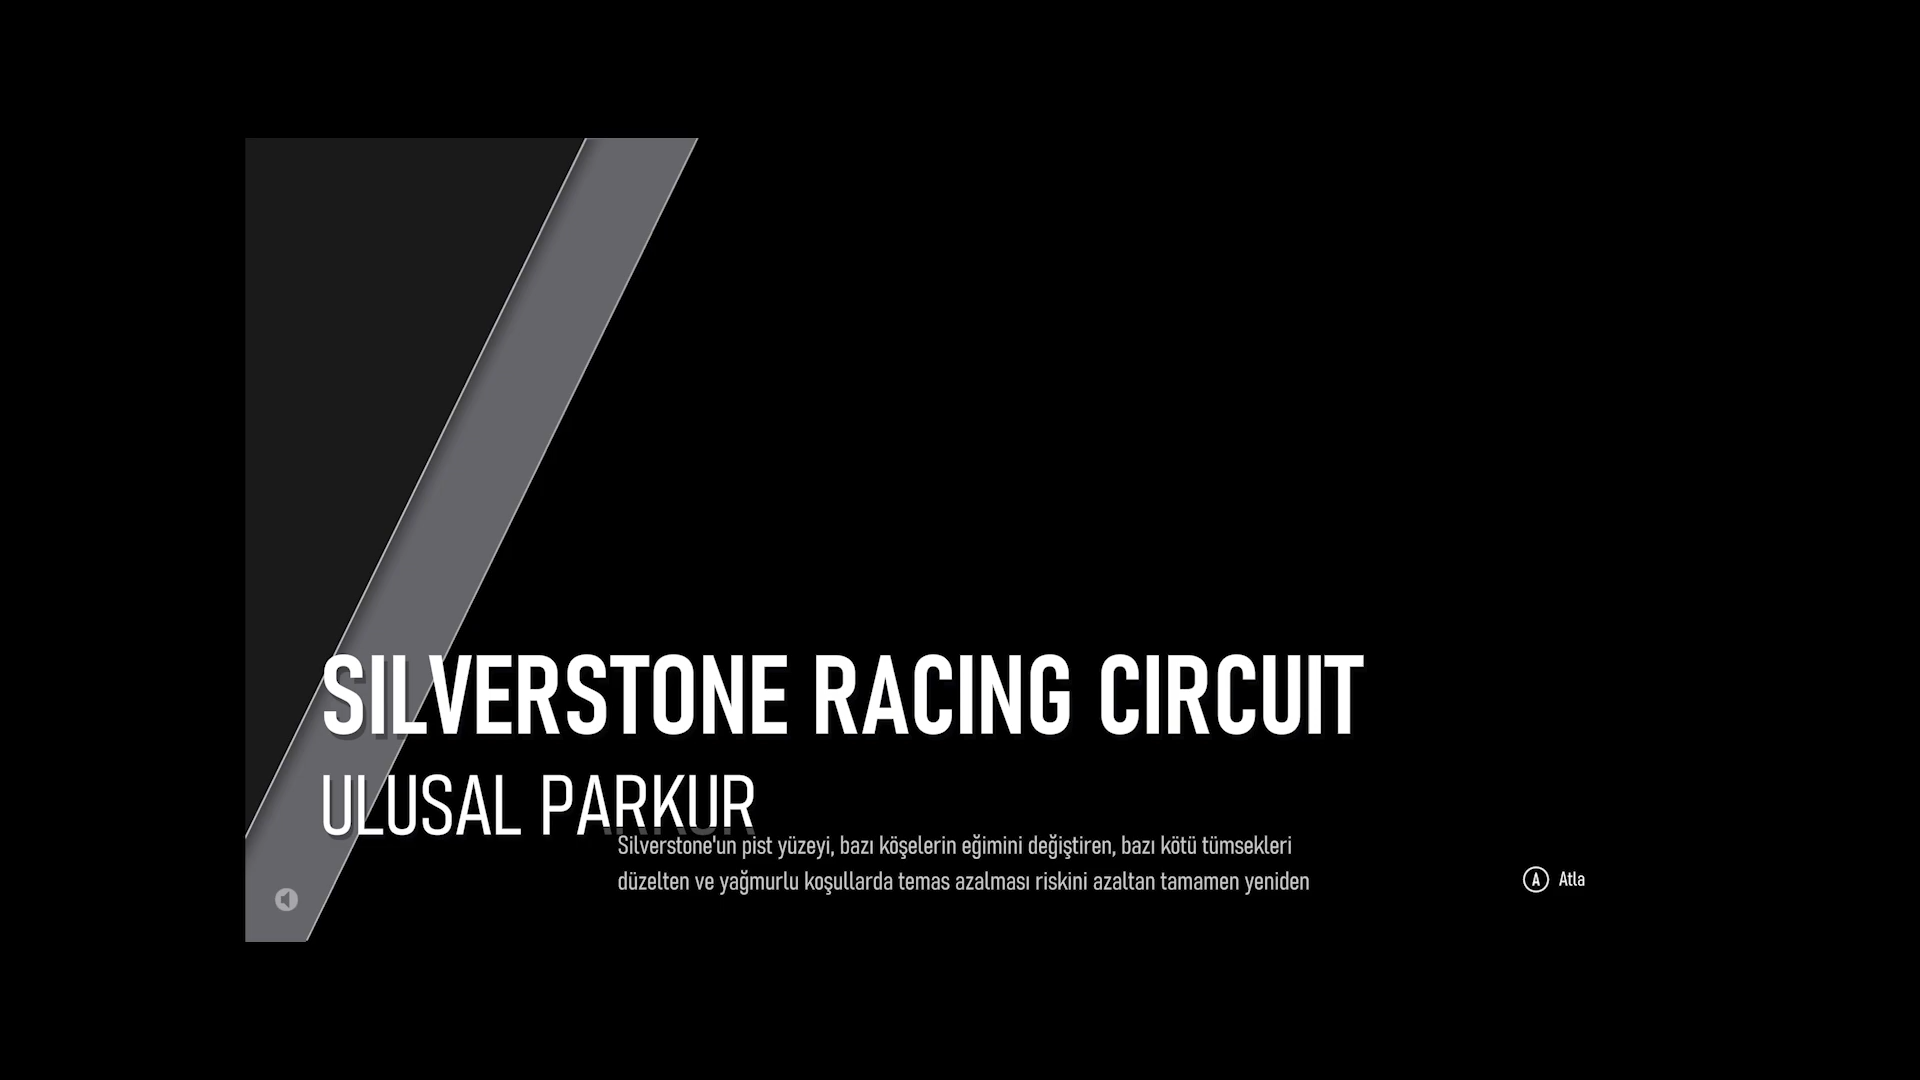 SILVERSTONE RACING CIRCUIT
ULUSAL PARKUR
Silverstone'un pist yüzeyi, bazı köşelerin eğimini değiştiren, bazı kötü tümsekleri
düzelten ve yağmurlu koşullarda temas azalması riskini azaltan tamamen yeniden
A Atla